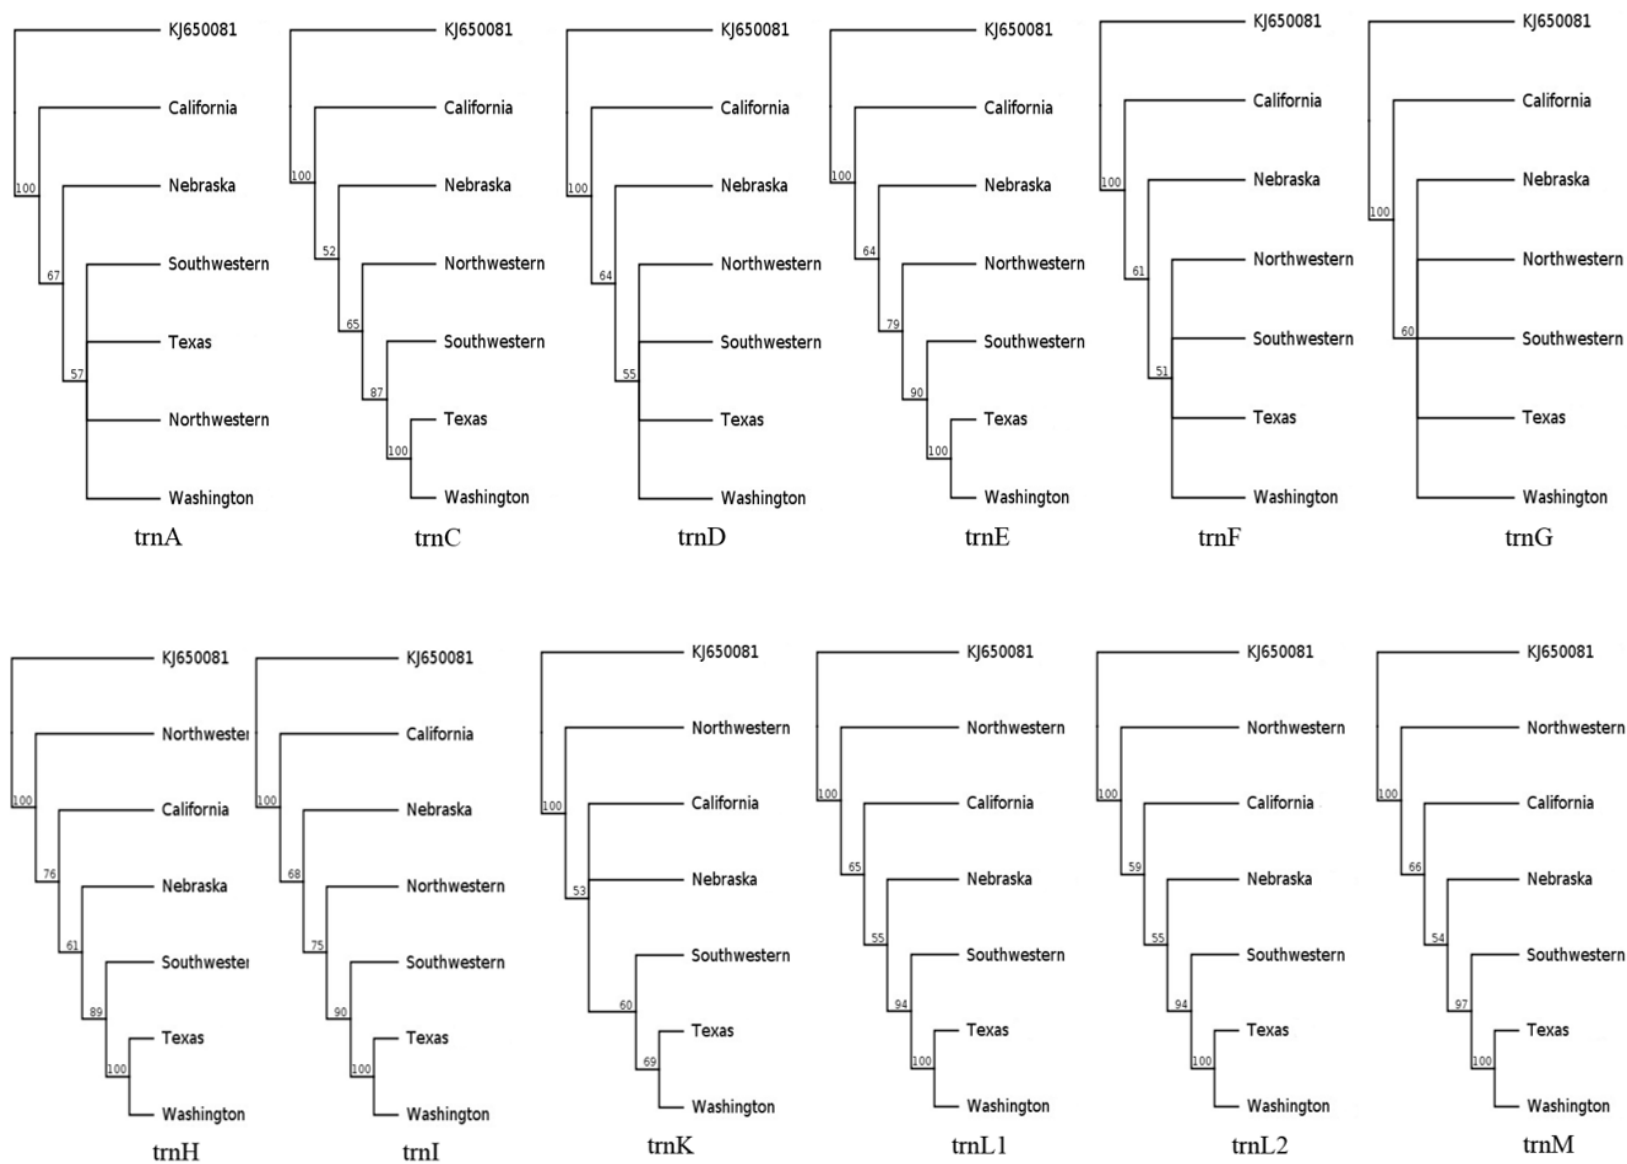 KJ650081
California
Nebraska
Southwestern
Texas
Northwestern
Washington
100
67
57
trnA
KJ650081
California
Nebraska
Northwestern
Southwestern
Texas
Washington
100
52
65
87
100
trnC
KJ650081
California
Nebraska
Northwestern
Southwestern
Texas
Washington
100
64
55
trnD
KJ650081
California
Nebraska
Northwestern
Southwestern
Texas
Washington
100
64
79
90
100
trnE
KJ650081
California
Nebraska
Northwestern
Southwestern
Texas
Washington
100
61
51
trnF
KJ650081
California
Nebraska
Northwestern
Southwestern
Texas
Washington
100
60
trnG
KJ650081
Northwester
California
Nebraska
Southwester
Texas
Washington
100
76
61
89
100
trnH
KJ650081
California
Nebraska
Northwestern
Southwestern
Texas
Washington
100
68
75
90
100
trnI
KJ650081
Northwestern
California
Nebraska
Southwestern
Texas
Washington
100
53
60
69
trnK
KJ650081
Northwestern
California
Nebraska
Southwestern
Texas
Washington
100
65
55
94
100
trnL1
KJ650081
Northwestern
California
Nebraska
Southwestern
Texas
Washington
100
59
55
94
100
trnL2
KJ650081
Northwestern
California
Nebraska
Southwestern
Texas
Washington
100
66
54
97
100
trnM